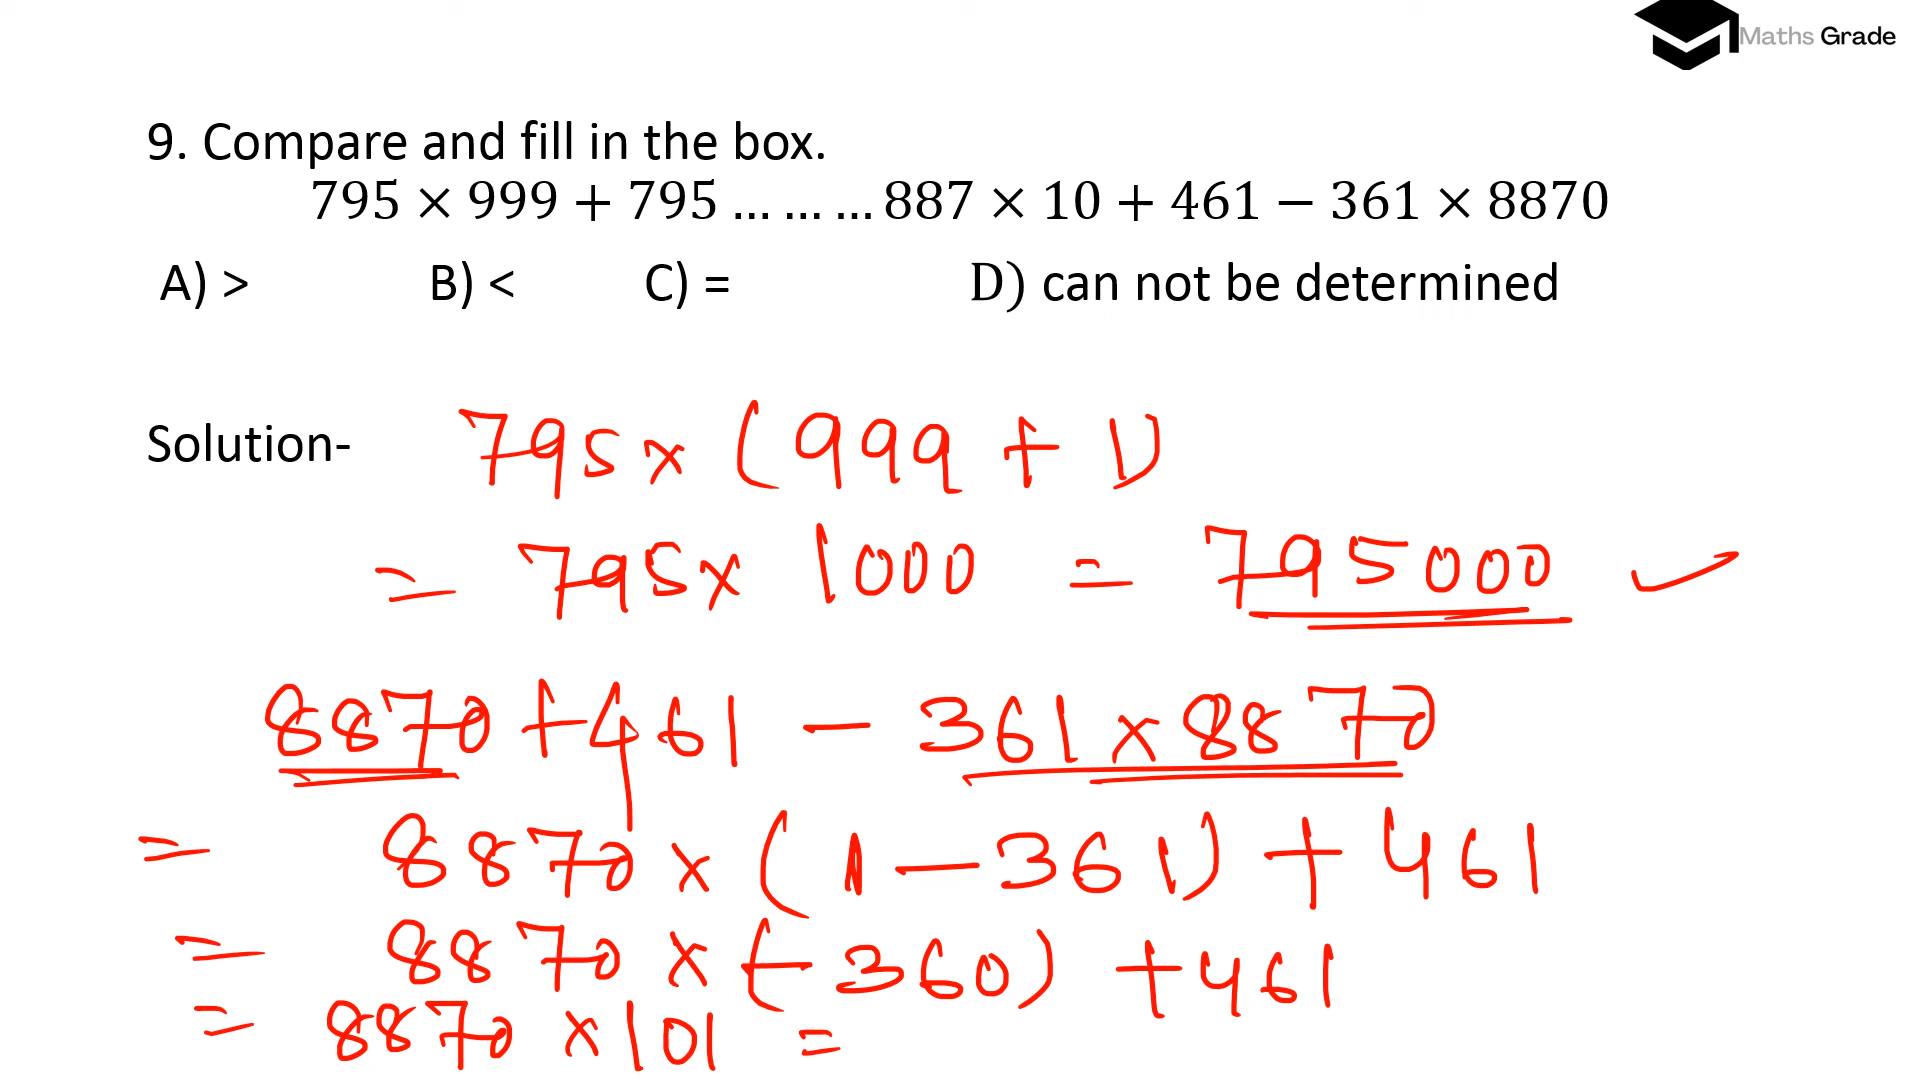 Maths Grade
9. Compare and fill in the box.
795 × 999 + 795 … … … 887 × 10 + 461 − 361 × 8870
A) > B) < C) = D) can not be determined
Solution- 795 × (999 + 1)
= 795 × 1000 = 795000 ✓
8870 + 461 − 361 × 8870
= 8870 × (1 − 361) + 461
= 8870 × (−360) + 461
= 8870 × 101 =